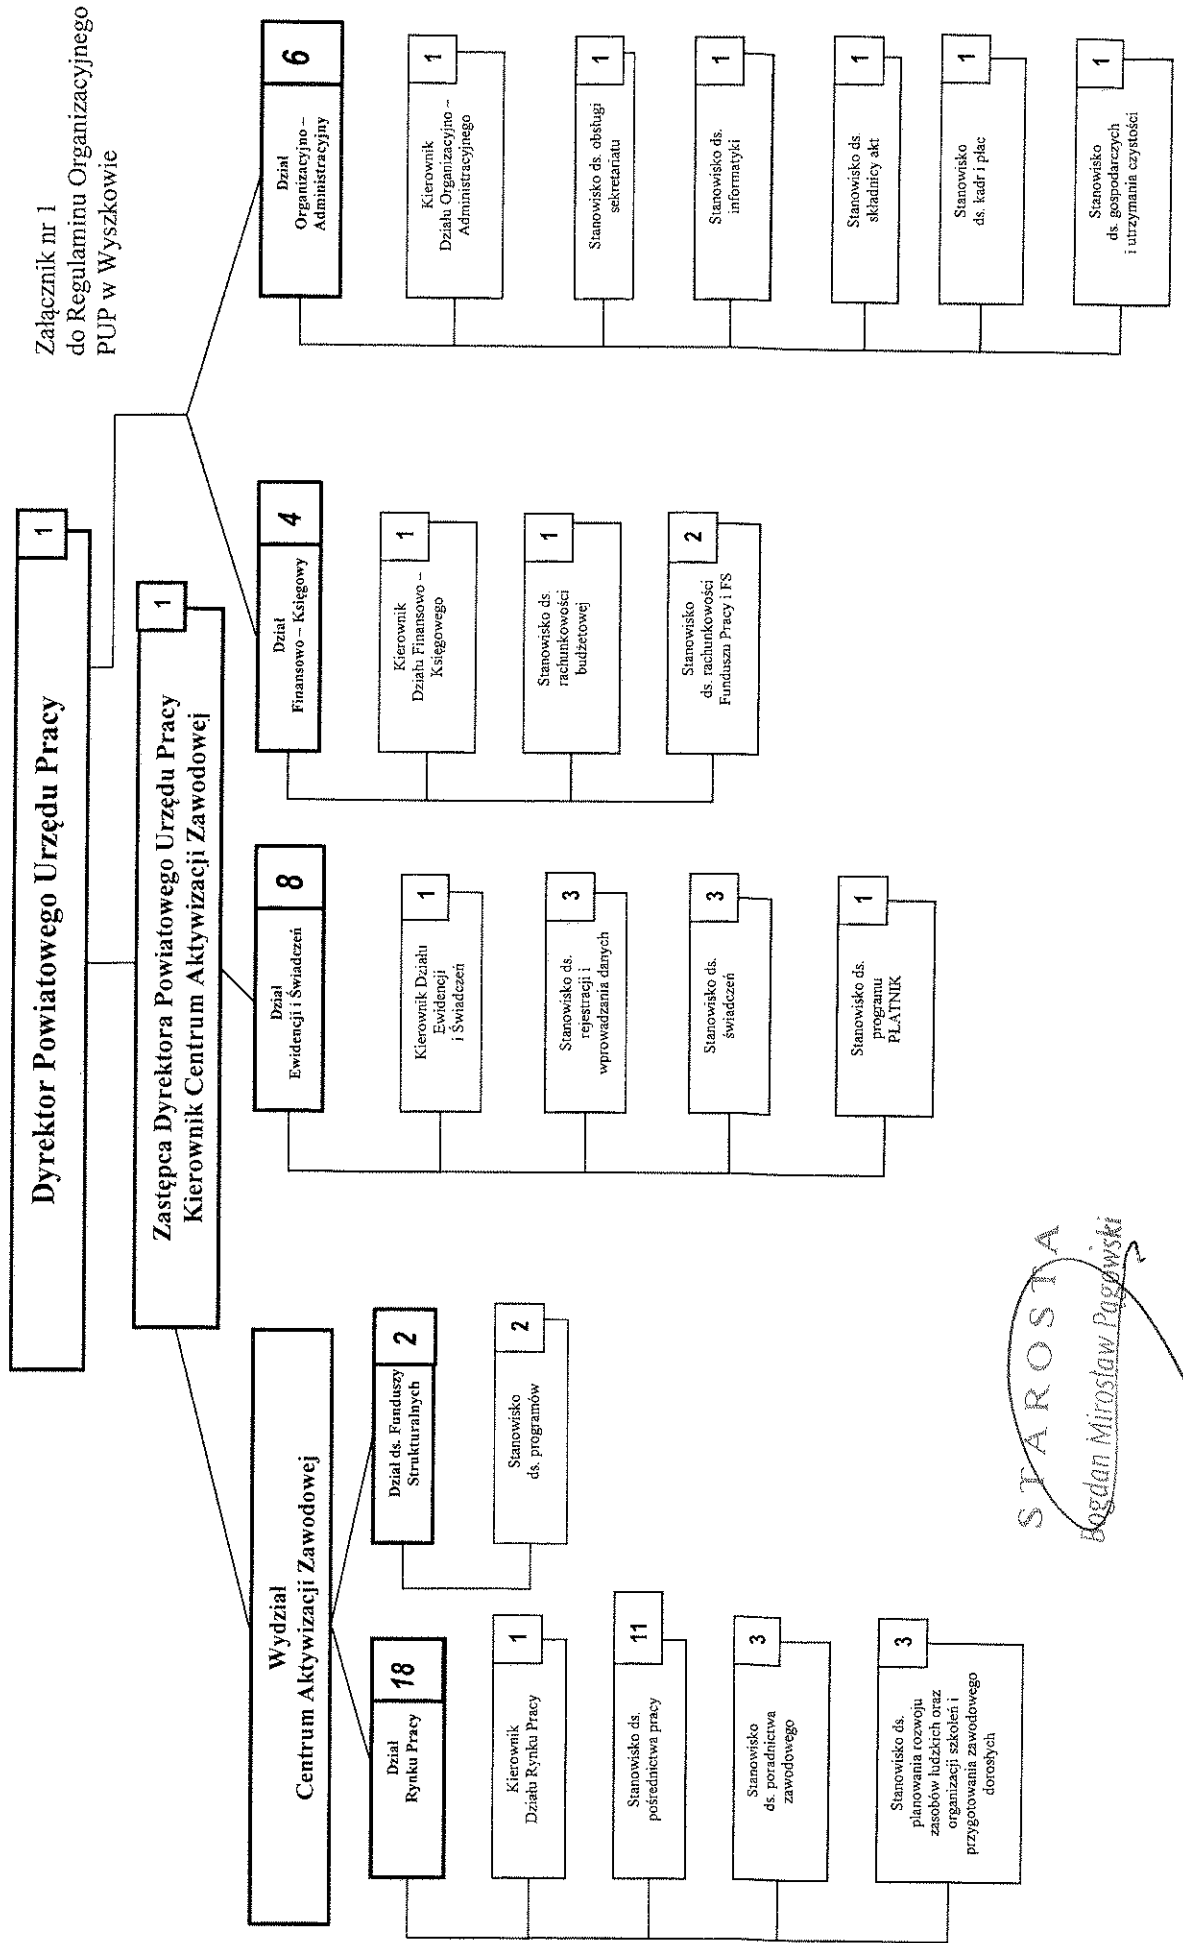 Załącznik nr 1
do Regulaminu Organizacyjnego
PUP w Wyszkowie
Dyrektor Powiatowego Urzędu Pracy
1
Zastępca Dyrektora Powiatowego Urzędu Pracy
Kierownik Centrum Aktywizacji Zawodowej
1
Wydział
Centrum Aktywizacji Zawodowej
Dział
Rynku Pracy
18
Kierownik
Działu Rynku Pracy
1
Stanowisko ds.
pośrednictwa pracy
11
Stanowisko
ds. poradnictwa
zawodowego
3
Stanowisko ds.
planowania rozwoju
zasobów ludzkich oraz
organizacji szkoleń i
przygotowania zawodowego
dorosłych
3
Dział ds. Funduszy
Strukturalnych
2
Stanowisko
ds. programów
2
Dział
Ewidencji i Świadczeń
8
Kierownik Działu
Ewidencji
i Świadczeń
1
Stanowisko ds.
rejestracji i
wprowadzania danych
3
Stanowisko ds.
świadczeń
3
Stanowisko ds.
programu
PŁATNIK
1
Dział
Finansowo – Księgowy
4
Kierownik
Działu Finansowo –
Księgowego
1
Stanowisko ds.
rachunkowości
budżetowej
1
Stanowisko
ds. rachunkowości
Funduszu Pracy i FS
2
Dział
Organizacyjno –
Administracyjny
6
Kierownik
Działu Organizacyjno –
Administracyjnego
1
Stanowisko ds. obsługi
sekretariatu
1
Stanowisko ds.
informatyki
1
Stanowisko ds.
składnicy akt
1
Stanowisko
ds. kadr i płac
1
Stanowisko
ds. gospodarczych
i utrzymania czystości
1
STAROSTA
Bogdan Mirosław Pągowski